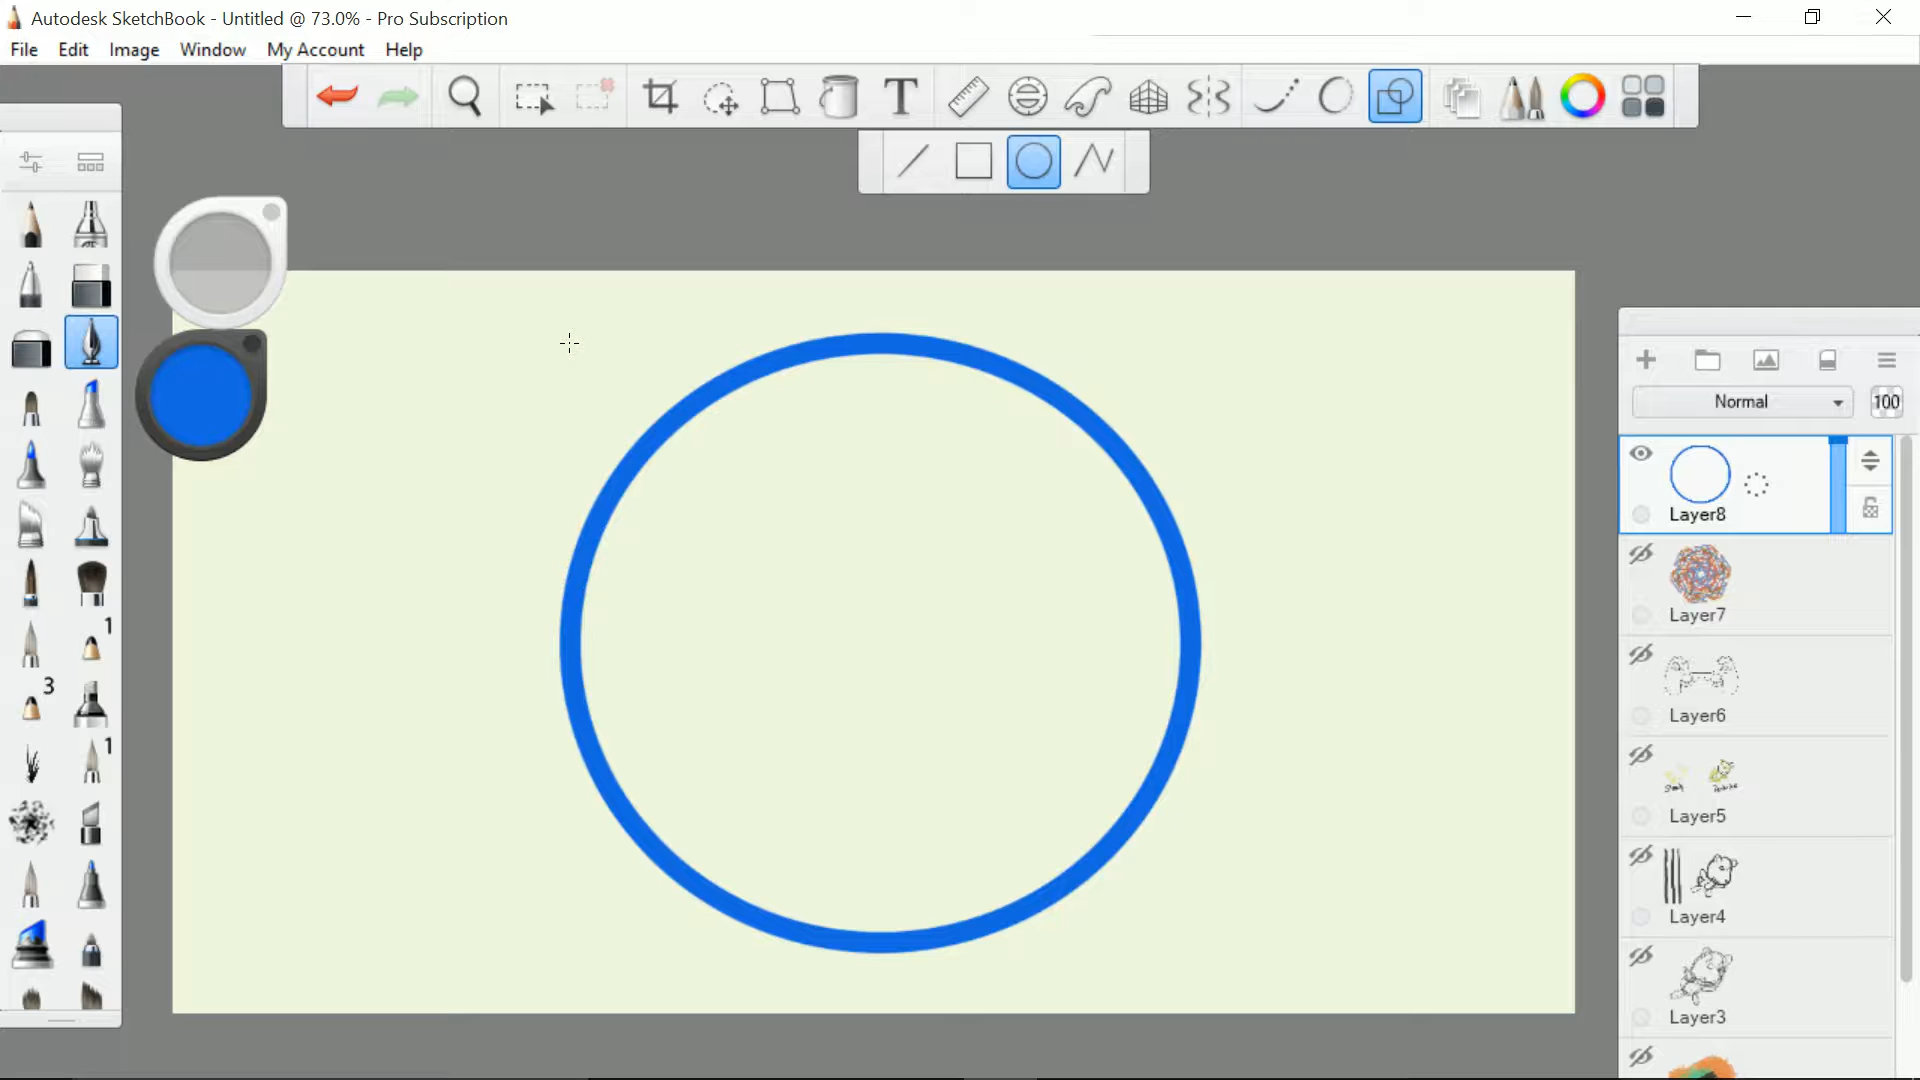 Autodesk SketchBook - Untitled @ 73.0% - Pro Subscription
File Edit Image Window My Account Help
T
Normal 100
Layer8
Layer7
1
Layer6
3
1
Layer5
Layer4
Layer3